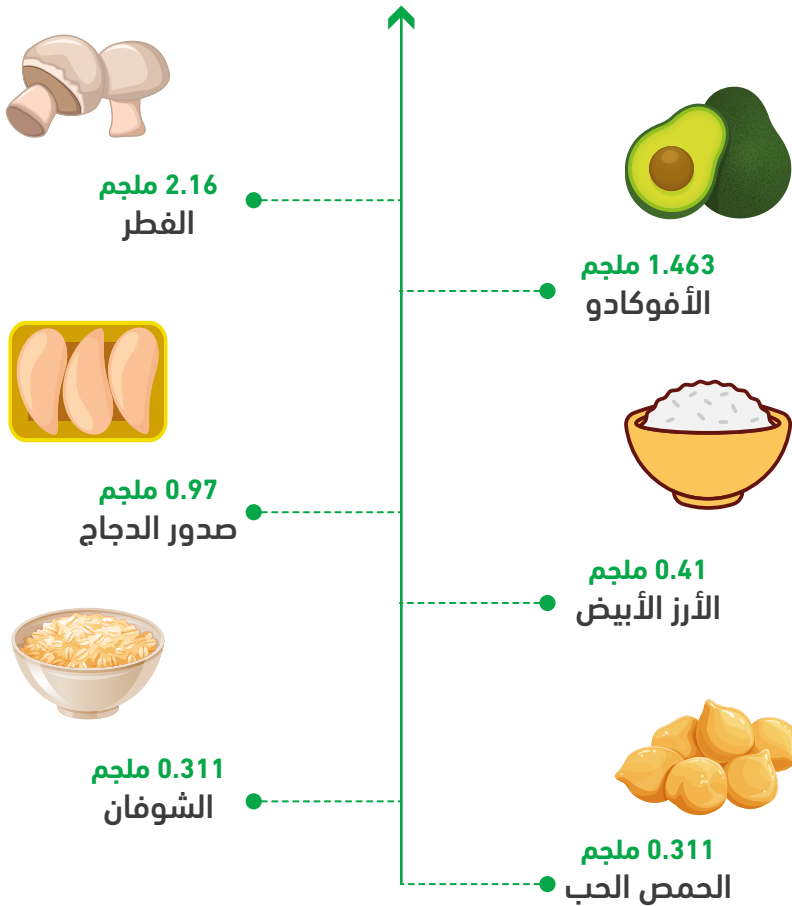 2.16 ملجم
الفطر
1.463 ملجم
الأفوكادو
0.97 ملجم
صدور الدجاج
0.41 ملجم
الأرز الأبيض
0.311 ملجم
الشوفان
0.311 ملجم
الحمص الحب